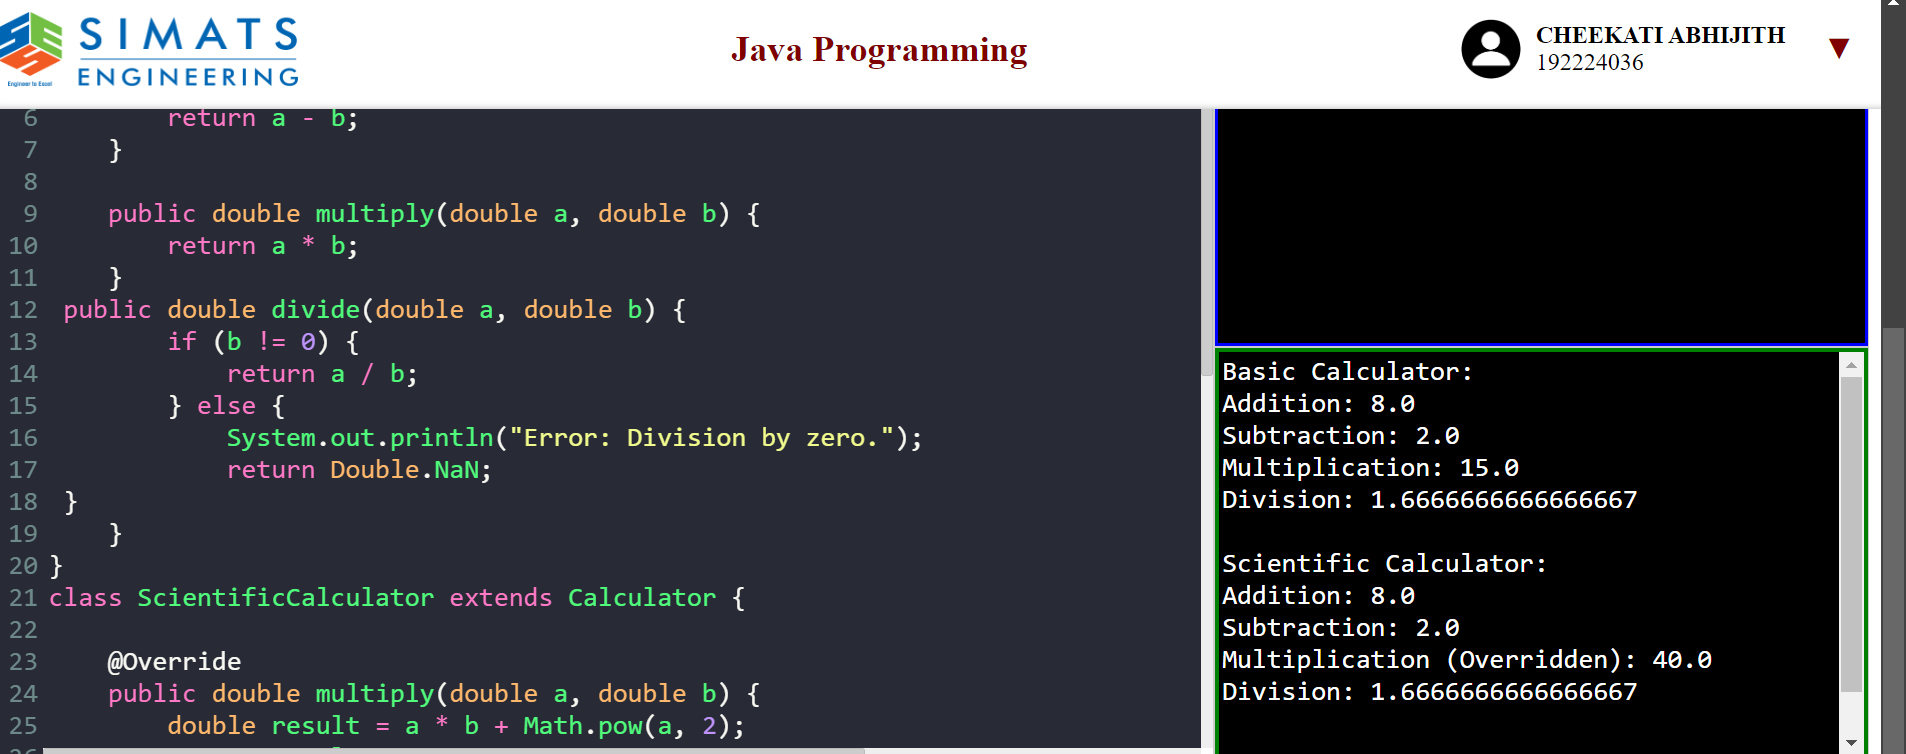 SIMATS
ENGINEERING
Engineer to Excel
Java Programming
CHEEKATI ABHIJITH
192224036
▼
6 return a - b;
7 }
8
9 public double multiply(double a, double b) {
10 return a * b;
11 }
12 public double divide(double a, double b) {
13 if (b != 0) {
14 return a / b;
15 } else {
16 System.out.println("Error: Division by zero.");
17 return Double.NaN;
18 }
19 }
20 }
21 class ScientificCalculator extends Calculator {
22
23 @Override
24 public double multiply(double a, double b) {
25 double result = a * b + Math.pow(a, 2);
Basic Calculator:
Addition: 8.0
Subtraction: 2.0
Multiplication: 15.0
Division: 1.6666666666666667
Scientific Calculator:
Addition: 8.0
Subtraction: 2.0
Multiplication (Overridden): 40.0
Division: 1.6666666666666667